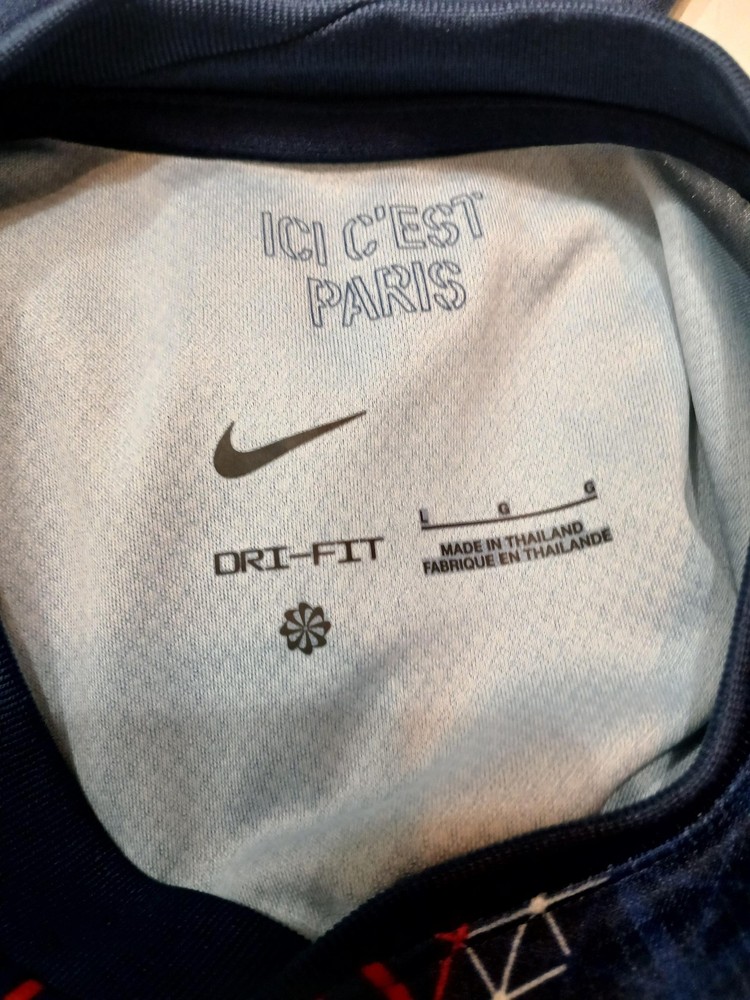 ICI C'EST
PARIS
L G G
DRI-FIT
MADE IN THAILAND
FABRIQUE EN THAILANDE